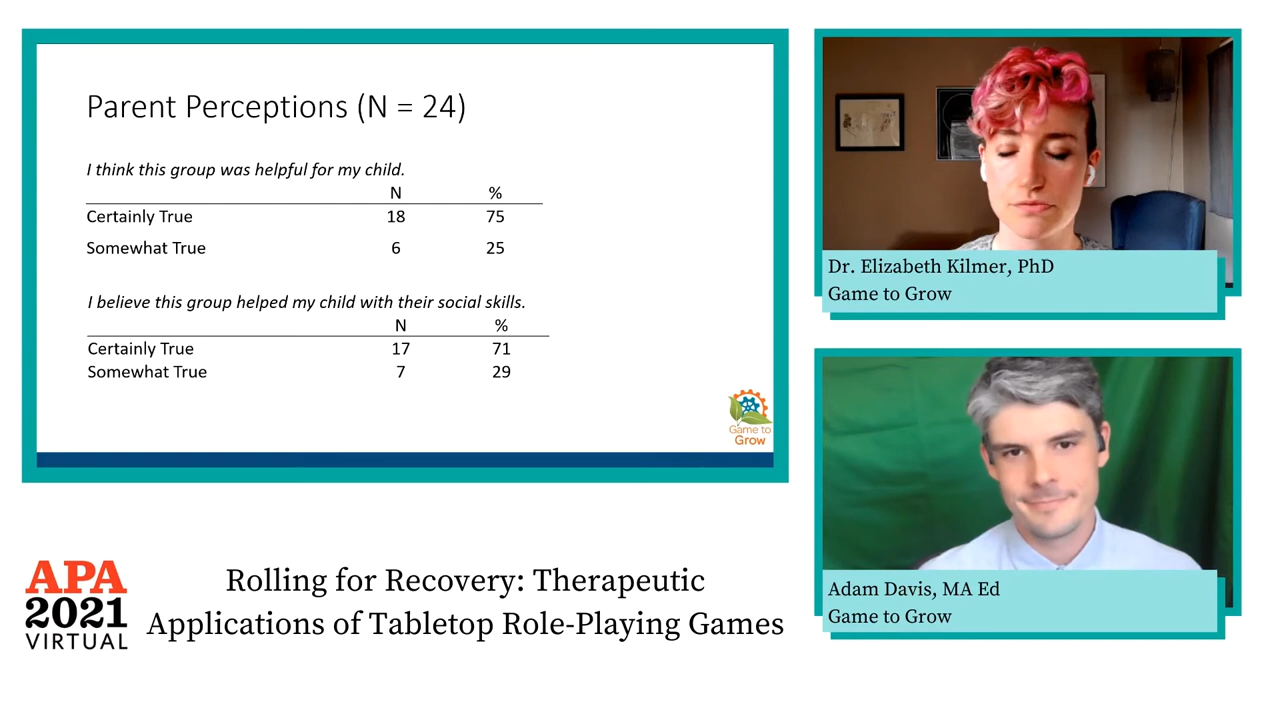 Parent Perceptions (N = 24)
I think this group was helpful for my child.
N %
Certainly True 18 75
Somewhat True 6 25
I believe this group helped my child with their social skills.
N %
Certainly True 17 71
Somewhat True 7 29
Game to
Grow
Dr. Elizabeth Kilmer, PhD
Game to Grow
Adam Davis, MA Ed
Game to Grow
APA
2021
VIRTUAL
Rolling for Recovery: Therapeutic
Applications of Tabletop Role-Playing Games